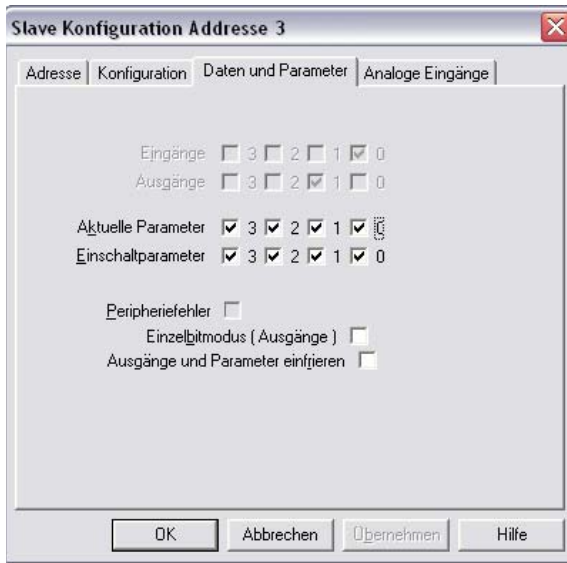 Slave Konfiguration Addresse 3
Adresse Konfiguration Daten und Parameter Analoge Eingänge
Eingänge 3 2 1 0
Ausgänge 3 2 1 0
Aktuelle Parameter 3 2 1 0
Einschaltparameter 3 2 1 0
Peripheriefehler
Einzelbitmodus ( Ausgänge )
Ausgänge und Parameter einfrieren
OK Abbrechen Übernehmen Hilfe